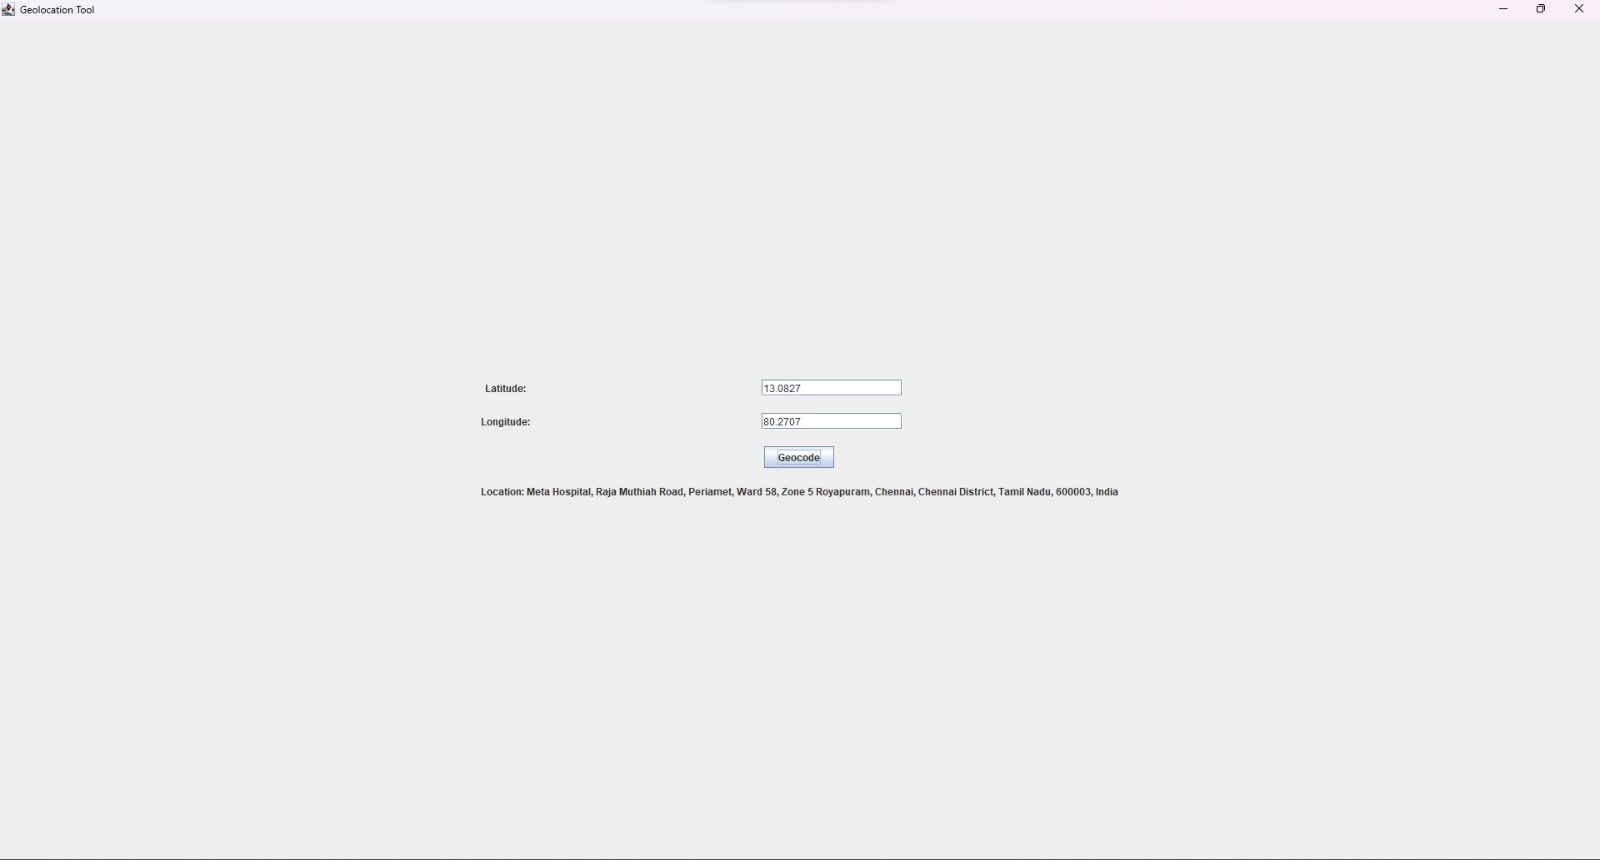 Geolocation Tool
Latitude: 13.0827
Longitude: 80.2707
Geocode
Location: Meta Hospital, Raja Muthiah Road, Periamet, Ward 58, Zone 5 Royapuram, Chennai, Chennai District, Tamil Nadu, 600003, India